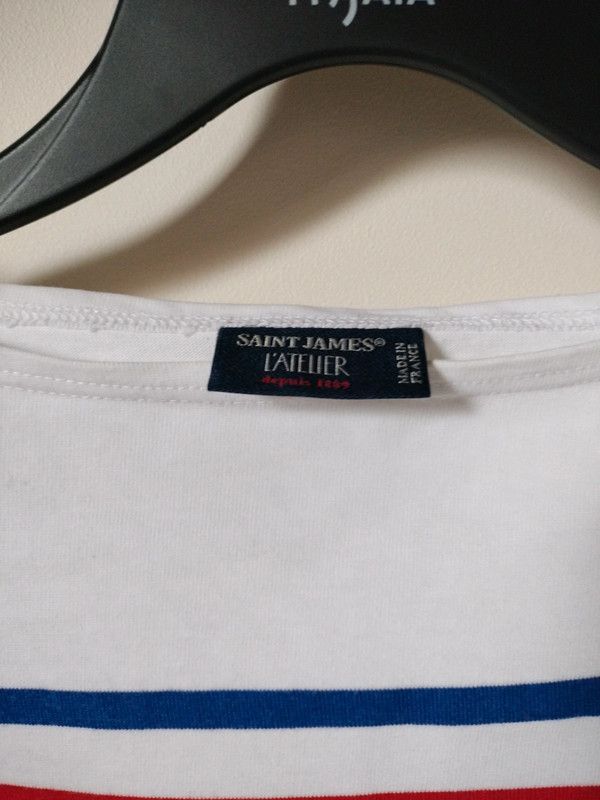 SAINT JAMES®
L'ATELIER
depuis 1889
MADE IN
FRANCE